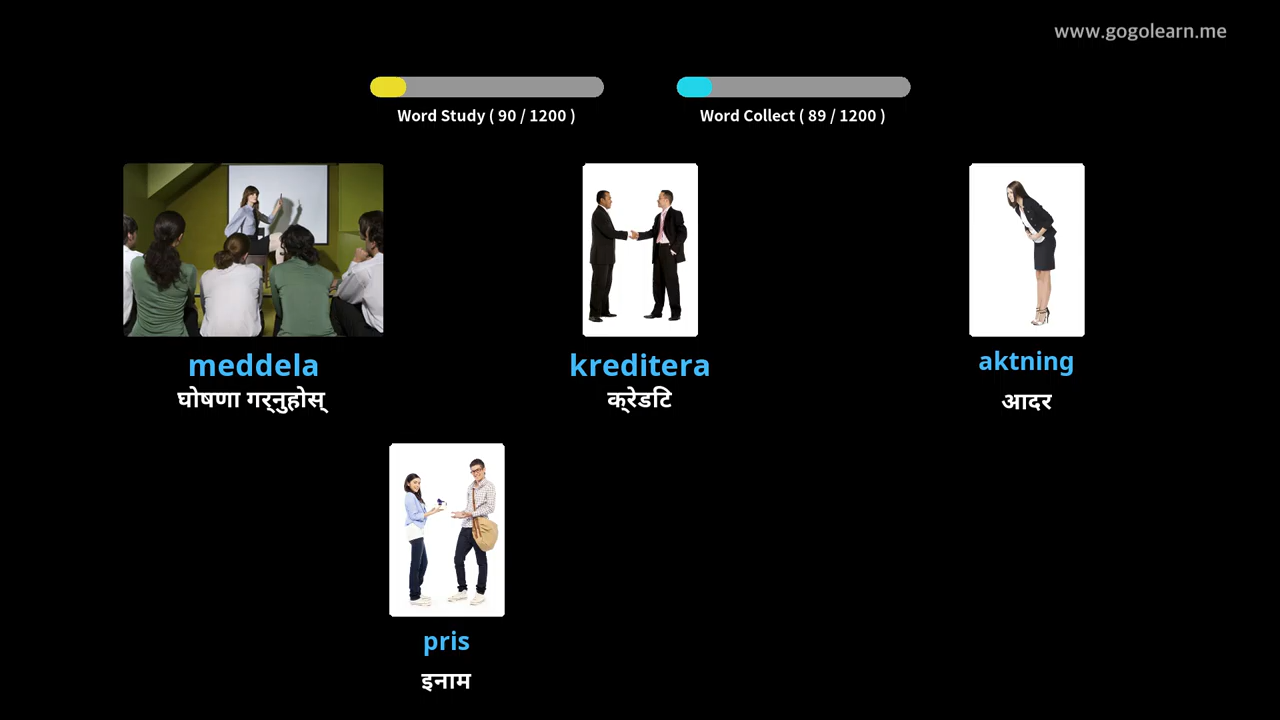 www.gogolearn.me
Word Study ( 90 / 1200 )
Word Collect ( 89 / 1200 )
meddela
घोषणा गर्नुहोस्
kreditera
क्रेडिट
aktning
आदर
pris
इनाम